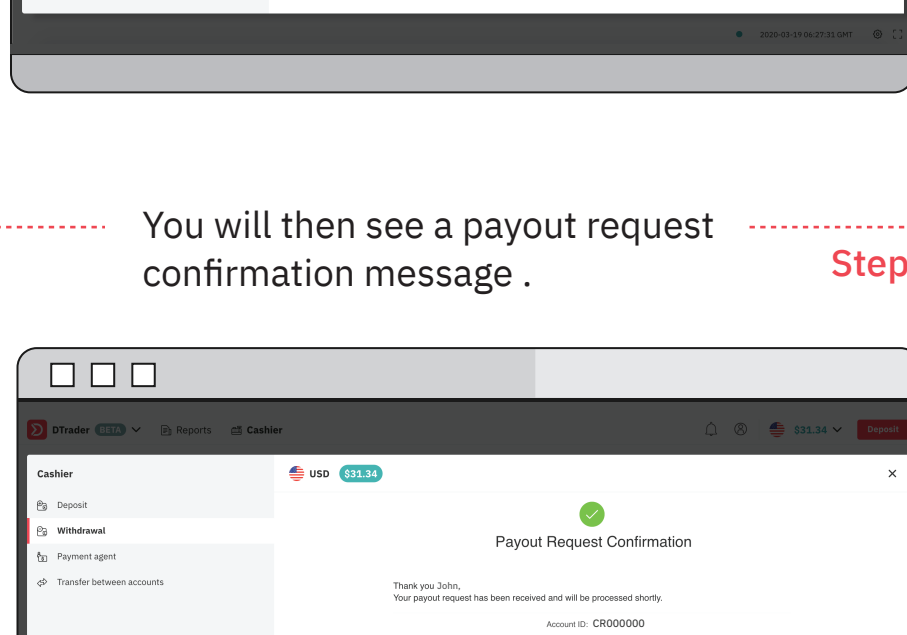 2020-03-19 06:27:31 GMT
You will then see a payout request
confirmation message .
Step
DTrader BETA Reports Cashier $31.34 Deposit
Cashier
USD $31.34
Deposit
Withdrawal
Payment agent
Transfer between accounts
Payout Request Confirmation
Thank you John,
Your payout request has been received and will be processed shortly.
Account ID: CR000000